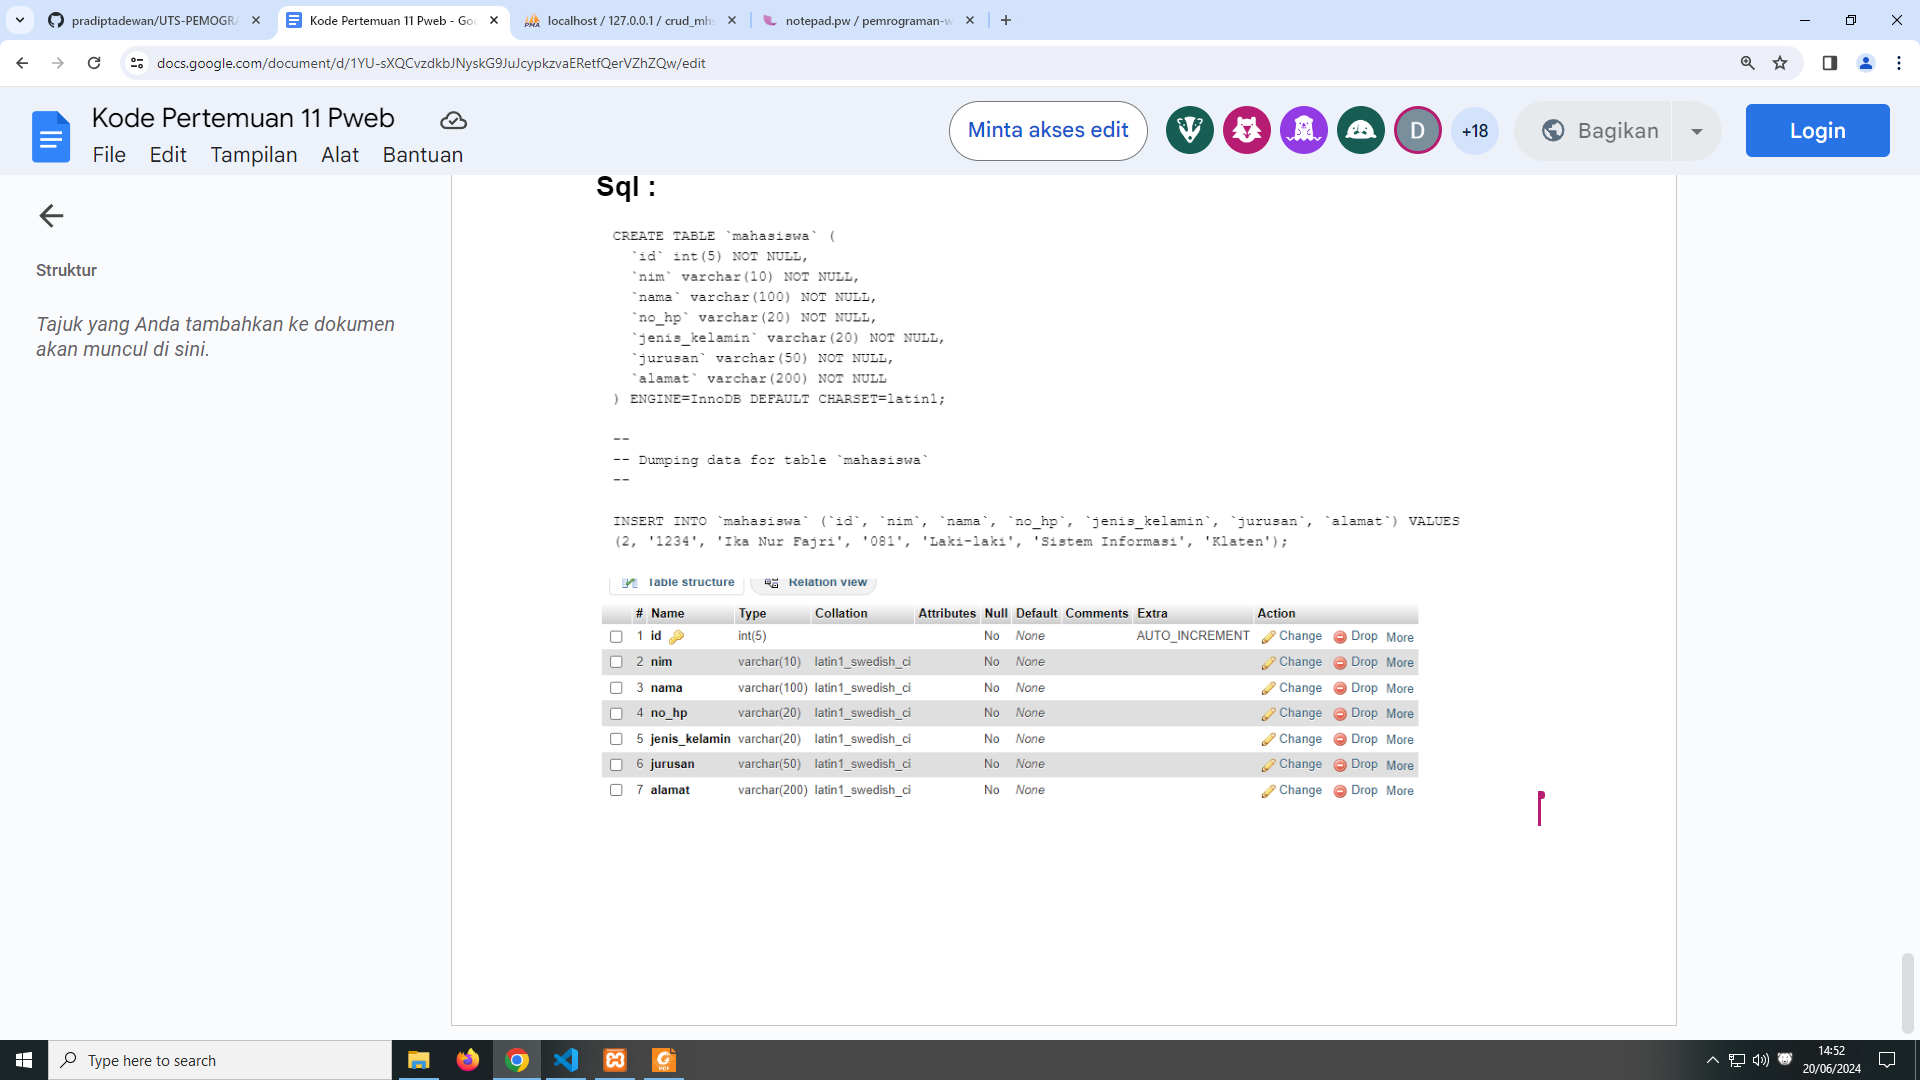 pradiptadewan/UTS-PEMOGRA
Kode Pertemuan 11 Pweb - Goo
localhost / 127.0.0.1 / crud_mhs
notepad.pw / pemrograman-w
docs.google.com/document/d/1YU-sXQCvzdkbJNyskG9JuJcypkzvaERetfQerVZhZQw/edit
Kode Pertemuan 11 Pweb
File Edit Tampilan Alat Bantuan
Minta akses edit
D
+18
Bagikan
Login
Struktur
Tajuk yang Anda tambahkan ke dokumen
akan muncul di sini.
Sql :
CREATE TABLE `mahasiswa` (
`id` int(5) NOT NULL,
`nim` varchar(10) NOT NULL,
`nama` varchar(100) NOT NULL,
`no_hp` varchar(20) NOT NULL,
`jenis_kelamin` varchar(20) NOT NULL,
`jurusan` varchar(50) NOT NULL,
`alamat` varchar(200) NOT NULL
) ENGINE=InnoDB DEFAULT CHARSET=latin1;
--
-- Dumping data for table `mahasiswa`
--
INSERT INTO `mahasiswa` (`id`, `nim`, `nama`, `no_hp`, `jenis_kelamin`, `jurusan`, `alamat`) VALUES
(2, '1234', 'Ika Nur Fajri', '081', 'Laki-laki', 'Sistem Informasi', 'Klaten');
Table structure Relation view
# Name Type Collation Attributes Null Default Comments Extra Action
1 id int(5) No None AUTO_INCREMENT Change Drop More
2 nim varchar(10) latin1_swedish_ci No None Change Drop More
3 nama varchar(100) latin1_swedish_ci No None Change Drop More
4 no_hp varchar(20) latin1_swedish_ci No None Change Drop More
5 jenis_kelamin varchar(20) latin1_swedish_ci No None Change Drop More
6 jurusan varchar(50) latin1_swedish_ci No None Change Drop More
7 alamat varchar(200) latin1_swedish_ci No None Change Drop More
Type here to search
14:52
20/06/2024